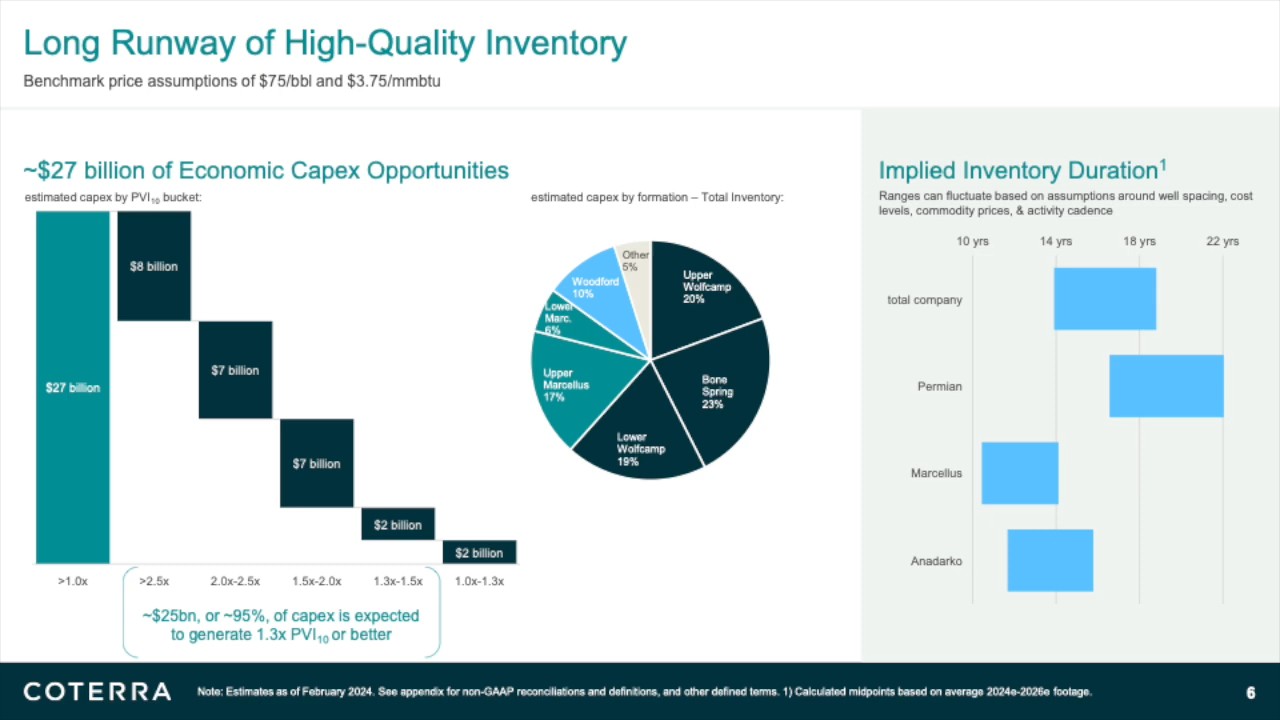 Long Runway of High-Quality Inventory
Benchmark price assumptions of $75/bbl and $3.75/mmbtu
~$27 billion of Economic Capex Opportunities
estimated capex by PVI10 bucket:
$27 billion
$8 billion
$7 billion
$7 billion
$2 billion
$2 billion
>1.0x
>2.5x
2.0x-2.5x
1.5x-2.0x
1.3x-1.5x
1.0x-1.3x
~$25bn, or ~95%, of capex is expected
to generate 1.3x PVI10 or better
estimated capex by formation – Total Inventory:
Upper
Wolfcamp
20%
Bone
Spring
23%
Lower
Wolfcamp
19%
Upper
Marcellus
17%
Lower
Marc.
6%
Woodford
10%
Other
5%
Implied Inventory Duration1
Ranges can fluctuate based on assumptions around well spacing, cost
levels, commodity prices, & activity cadence
10 yrs
14 yrs
18 yrs
22 yrs
total company
Permian
Marcellus
Anadarko
COTERRA
Note: Estimates as of February 2024. See appendix for non-GAAP reconciliations and definitions, and other defined terms. 1) Calculated midpoints based on average 2024e-2026e footage.
6